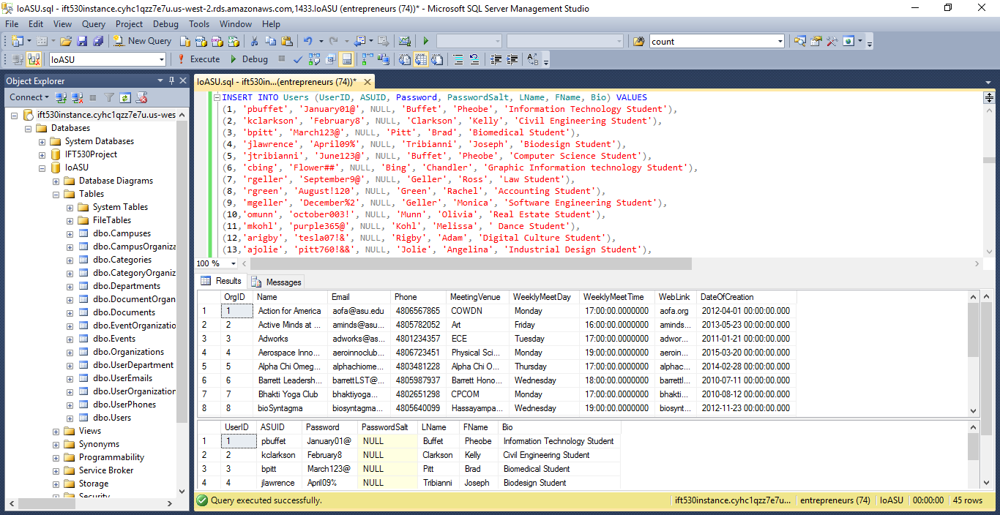 IoASU.sql - ift530instance.cyhc1qzz7e7u.us-west-2.rds.amazonaws.com,1433.IoASU (entrepreneurs (74))* - Microsoft SQL Server Management Studio
File Edit View Query Project Debug Tools Window Help
New Query count
IoASU Execute Debug
Object Explorer
Connect
ift530instance.cyhc1qzz7e7u.us-wes
Databases
System Databases
IFT530Project
IoASU
Database Diagrams
Tables
System Tables
FileTables
dbo.Campuses
dbo.CampusOrganiza
dbo.Categories
dbo.CategoryOrganiz
dbo.Departments
dbo.DocumentOrgan
dbo.Documents
dbo.EventOrganizatio
dbo.Events
dbo.Organizations
dbo.UserDepartment
dbo.UserEmails
dbo.UserOrganization
dbo.UserPhones
dbo.Users
Views
Synonyms
Programmability
Service Broker
Storage
Security
IoASU.sql - ift530in...(entrepreneurs (74))*
INSERT INTO Users (UserID, ASUID, Password, PasswordSalt, LName, FName, Bio) VALUES
(1, 'pbuffet', 'January01@', NULL, 'Buffet', 'Pheobe', 'Information Technology Student'),
(2, 'kclarkson', 'February8', NULL, 'Clarkson', 'Kelly', 'Civil Engineering Student'),
(3, 'bpitt', 'March123@', NULL, 'Pitt', 'Brad', 'Biomedical Student'),
(4, 'jlawrence', 'April09%', NULL, 'Tribianni', 'Joseph', 'Biodesign Student'),
(5, 'jtribianni', 'June123@', NULL, 'Buffet', 'Pheobe', 'Computer Science Student'),
(6, 'cbing', 'Flower##', NULL, 'Bing', 'Chandler', 'Graphic Information technology Student'),
(7, 'rgeller', 'September9@', NULL, 'Geller', 'Ross', 'Law Student'),
(8, 'rgreen', 'August!120', NULL, 'Green', 'Rachel', 'Accounting Student'),
(9, 'mgeller', 'December%2', NULL, 'Geller', 'Monica', 'Software Engineering Student'),
(10,'omunn', 'october003!', NULL, 'Munn', 'Olivia', 'Real Estate Student'),
(11,'mkohl', 'purple365@', NULL, 'Kohl', 'Melissa', ' Dance Student'),
(12,'arigby', 'tesla07!&', NULL, 'Rigby', 'Adam', 'Digital Culture Student'),
(13,'ajolie', 'pitt760!&&', NULL, 'Jolie', 'Angelina', 'Industrial Design Student'),
100 %
Results Messages
OrgID Name Email Phone MeetingVenue WeeklyMeetDay WeeklyMeetTime WebLink DateOfCreation
1 1 Action for America aofa@asu.edu 4806567865 COWDN Monday 17:00:00.0000000 aofa.org 2012-04-01 00:00:00.000
2 2 Active Minds at ... aminds@asu... 4805782052 Art Friday 16:00:00.0000000 aminds... 2013-05-23 00:00:00.000
3 3 Adworks adworks@as... 4801234357 ECE Tuesday 17:00:00.0000000 adwor... 2011-01-21 00:00:00.000
4 4 Aerospace Inno... aeroinnoclub... 4806723451 Physical Sci... Monday 19:00:00.0000000 aeroin... 2015-03-20 00:00:00.000
5 5 Alpha Chi Omeg... alphachiome... 4803481228 Alpha Chi O... Thursday 17:00:00.0000000 alphac... 2014-02-28 00:00:00.000
6 6 Barrett Leadersh... barrettLST@... 4805987937 Barrett Hono... Wednesday 18:00:00.0000000 barrettl... 2010-07-11 00:00:00.000
7 7 Bhakti Yoga Club bhaktiyoga... 4802651298 CPCOM Monday 17:00:00.0000000 bhakti... 2010-08-12 00:00:00.000
8 8 bioSyntagma biosyntagma... 4805640099 Hassayampa... Wednesday 19:00:00.0000000 biosynt... 2012-11-23 00:00:00.000
UserID ASUID Password PasswordSalt LName FName Bio
1 1 pbuffet January01@ NULL Buffet Pheobe Information Technology Student
2 2 kclarkson February8 NULL Clarkson Kelly Civil Engineering Student
3 3 bpitt March123@ NULL Pitt Brad Biomedical Student
4 4 jlawrence April09% NULL Tribianni Joseph Biodesign Student
Query executed successfully. ift530instance.cyhc1qzz7e7u... entrepreneurs (74) IoASU 00:00:00 45 rows